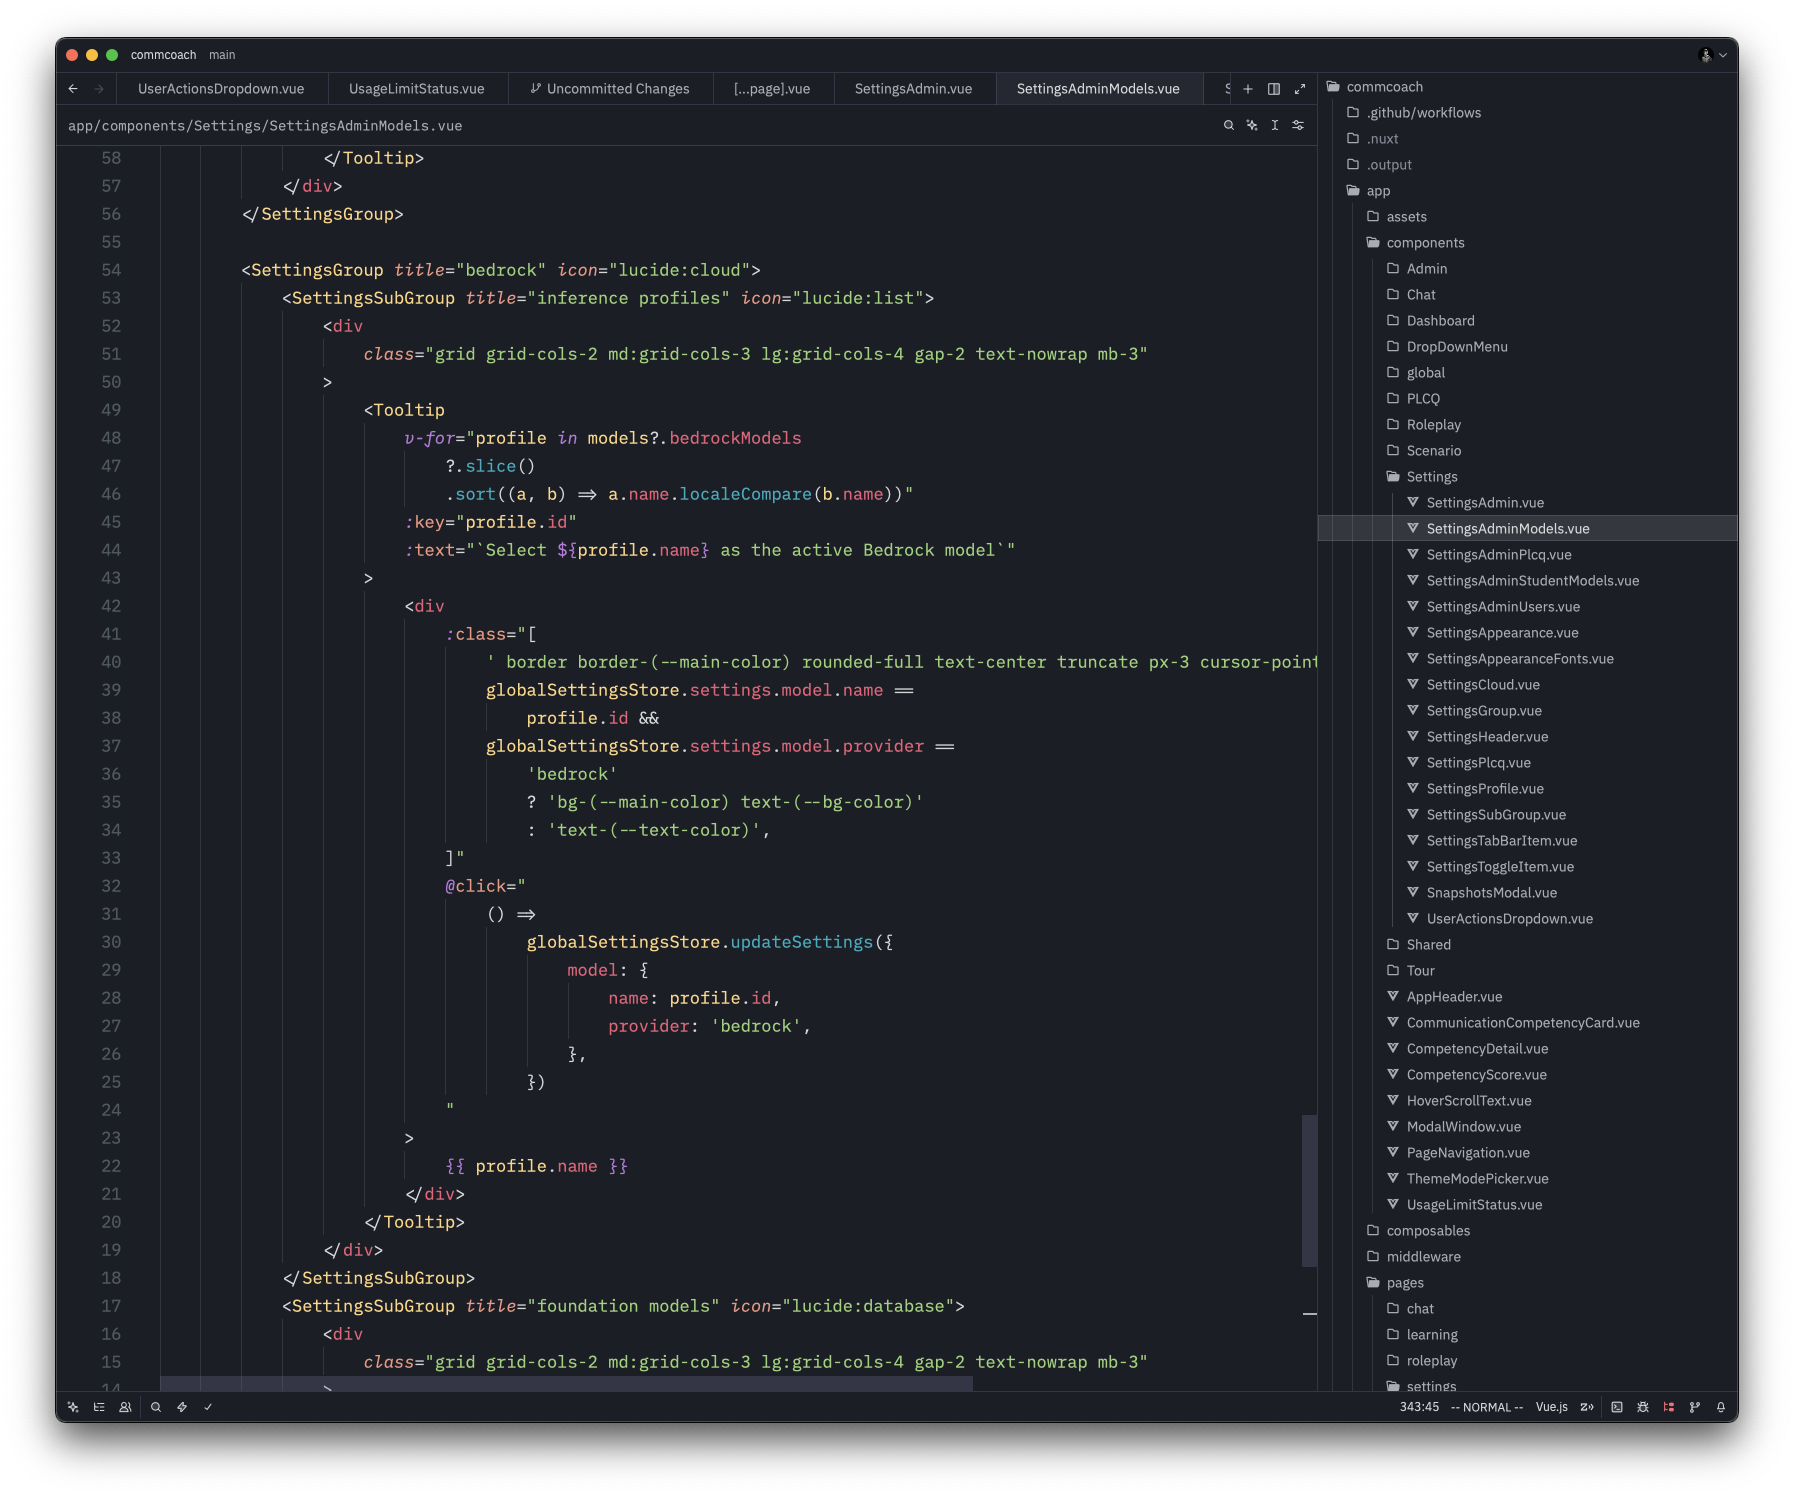 commcoach main
UserActionsDropdown.vue UsageLimitStatus.vue Uncommitted Changes [...page].vue SettingsAdmin.vue SettingsAdminModels.vue
app/components/Settings/SettingsAdminModels.vue
58 </Tooltip>
57 </div>
56 </SettingsGroup>
55
54 <SettingsGroup title="bedrock" icon="lucide:cloud">
53 <SettingsSubGroup title="inference profiles" icon="lucide:list">
52 <div
51 class="grid grid-cols-2 md:grid-cols-3 lg:grid-cols-4 gap-2 text-nowrap mb-3"
50 >
49 <Tooltip
48 v-for="profile in models?.bedrockModels
47 ?.slice()
46 .sort((a, b) => a.name.localeCompare(b.name))"
45 :key="profile.id"
44 :text="`Select ${profile.name} as the active Bedrock model`"
43 >
42 <div
41 :class="[
40 ' border border-(--main-color) rounded-full text-center truncate px-3 cursor-point
39 globalSettingsStore.settings.model.name ==
38 profile.id &&
37 globalSettingsStore.settings.model.provider ==
36 'bedrock'
35 ? 'bg-(--main-color) text-(--bg-color)'
34 : 'text-(--text-color)',
33 ]"
32 @click="
31 () =>
30 globalSettingsStore.updateSettings({
29 model: {
28 name: profile.id,
27 provider: 'bedrock',
26 },
25 })
24 "
23 >
22 {{ profile.name }}
21 </div>
20 </Tooltip>
19 </div>
18 </SettingsSubGroup>
17 <SettingsSubGroup title="foundation models" icon="lucide:database">
16 <div
15 class="grid grid-cols-2 md:grid-cols-3 lg:grid-cols-4 gap-2 text-nowrap mb-3"
14 >
commcoach
.github/workflows
.nuxt
.output
app
assets
components
Admin
Chat
Dashboard
DropDownMenu
global
PLCQ
Roleplay
Scenario
Settings
SettingsAdmin.vue
SettingsAdminModels.vue
SettingsAdminPlcq.vue
SettingsAdminStudentModels.vue
SettingsAdminUsers.vue
SettingsAppearance.vue
SettingsAppearanceFonts.vue
SettingsCloud.vue
SettingsGroup.vue
SettingsHeader.vue
SettingsPlcq.vue
SettingsProfile.vue
SettingsSubGroup.vue
SettingsTabBarItem.vue
SettingsToggleItem.vue
SnapshotsModal.vue
UserActionsDropdown.vue
Shared
Tour
AppHeader.vue
CommunicationCompetencyCard.vue
CompetencyDetail.vue
CompetencyScore.vue
HoverScrollText.vue
ModalWindow.vue
PageNavigation.vue
ThemeModePicker.vue
UsageLimitStatus.vue
composables
middleware
pages
chat
learning
roleplay
settings
343:45 -- NORMAL -- Vue.js